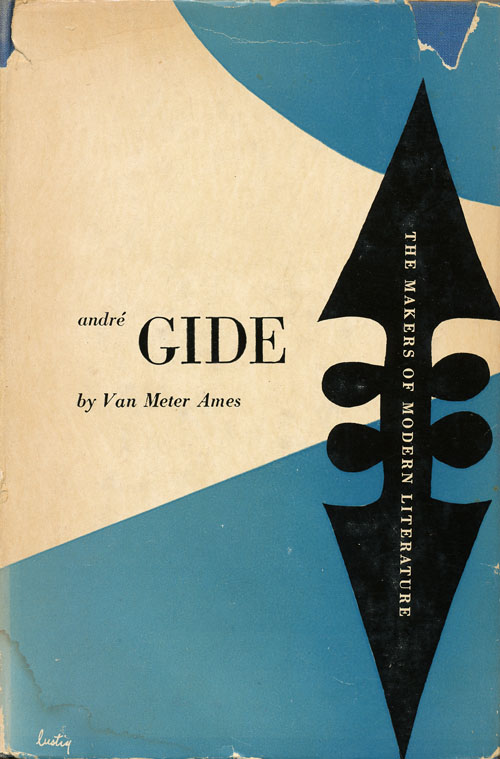 andré
GIDE
by Van Meter Ames
THE MAKERS OF MODERN LITERATURE
lustig